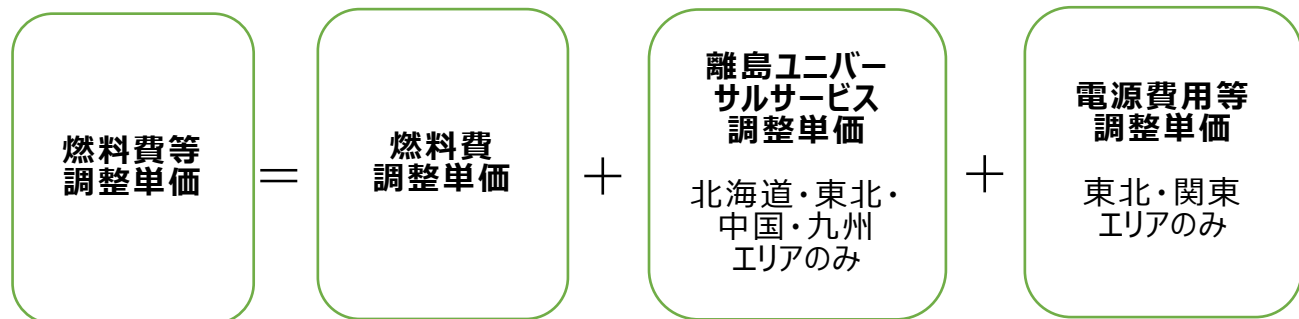 燃料費等
調整単価
＝
燃料費
調整単価
＋
離島ユニバー
サルサービス
調整単価
北海道・東北・
中国・九州
エリアのみ
＋
電源費用等
調整単価
東北・関東
エリアのみ